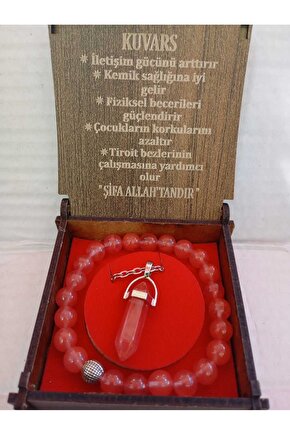 KUVARS
* İletişim gücünü arttırır
* Kemik sağlığına iyi
gelir
* Fiziksel becerileri
güçlendirir
* Çocukların korkularını
azaltır
* Tiroit bezlerinin
çalışmasına yardımcı
olur
"ŞİFA ALLAH'TANDIR"